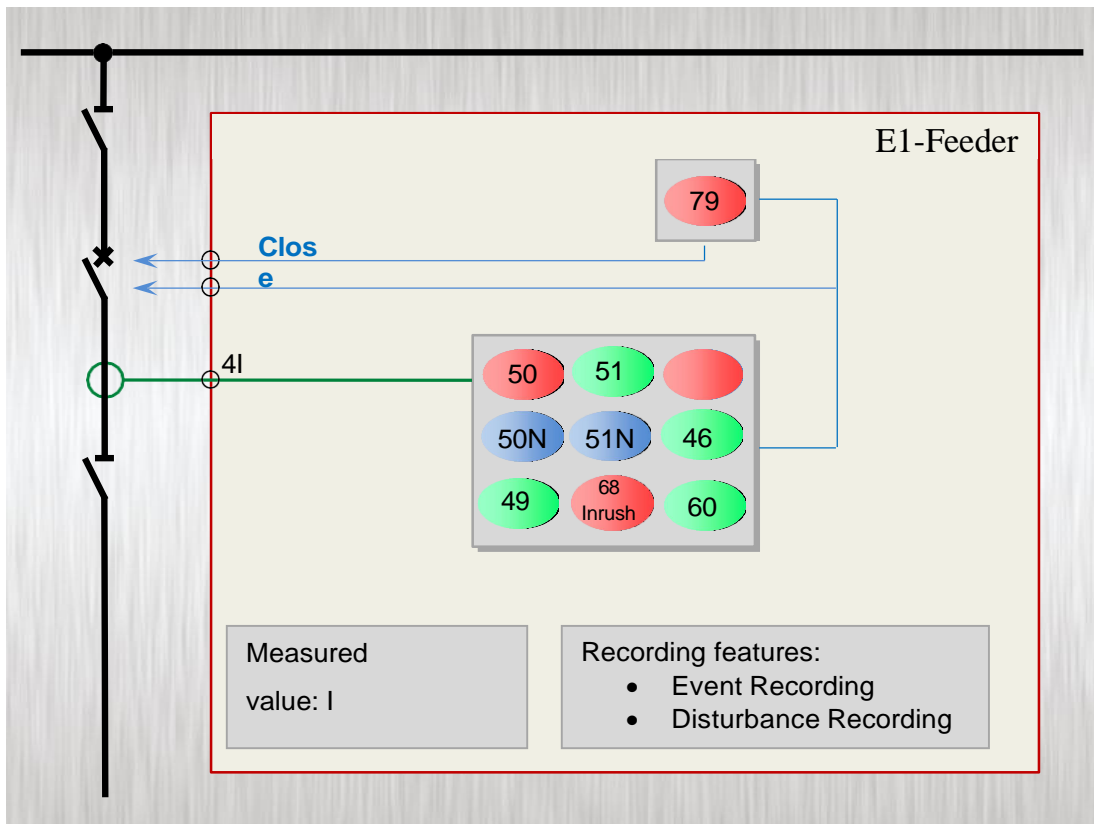 E1-Feeder
79
Clos
e
4I
50 51
50N 51N 46
49 68 60
Inrush
Measured
value: I
Recording features:
• Event Recording
• Disturbance Recording